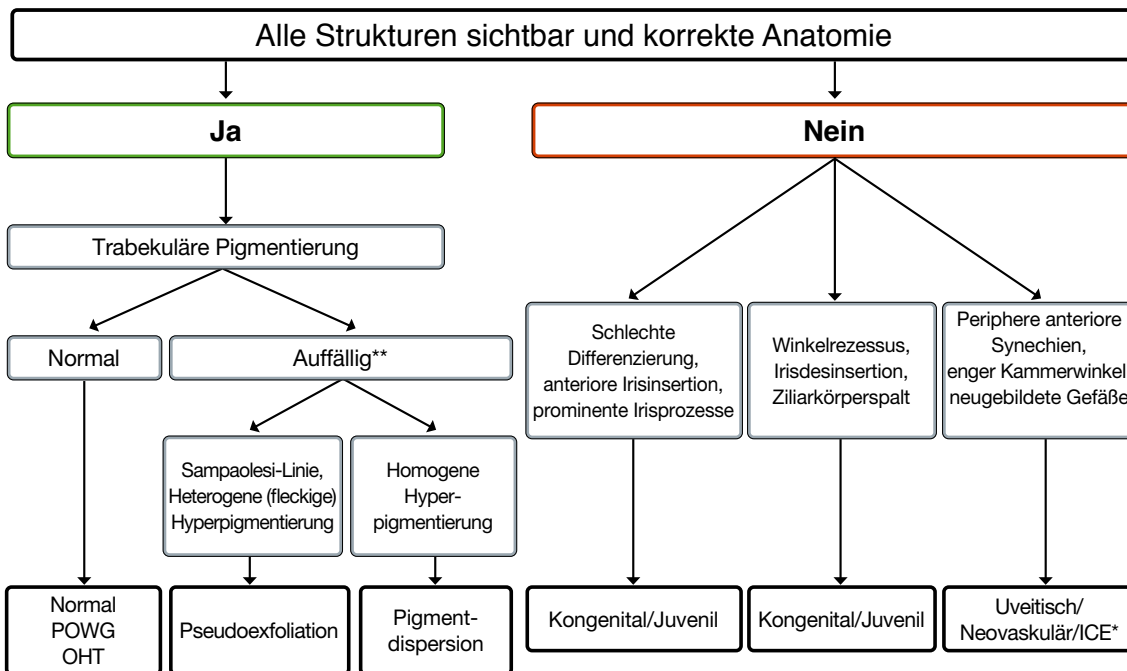 Alle Strukturen sichtbar und korrekte Anatomie
Ja
Nein
Trabekuläre Pigmentierung
Normal
Auffällig**
Schlechte
Differenzierung,
anteriore Irisinsertion,
prominente Irisprozesse
Winkelrezessus,
Irisdesinsertion,
Ziliarkörperspalt
Periphere anteriore
Synechien,
enger Kammerwinkel
neugebildete Gefäße
Sampaolesi-Linie,
Heterogene (fleckige)
Hyperpigmentierung
Homogene
Hyper-
pigmentierung
Normal
POWG
OHT
Pseudoexfoliation
Pigment-
dispersion
Kongenital/Juvenil
Kongenital/Juvenil
Uveitisch/
Neovaskulär/ICE*